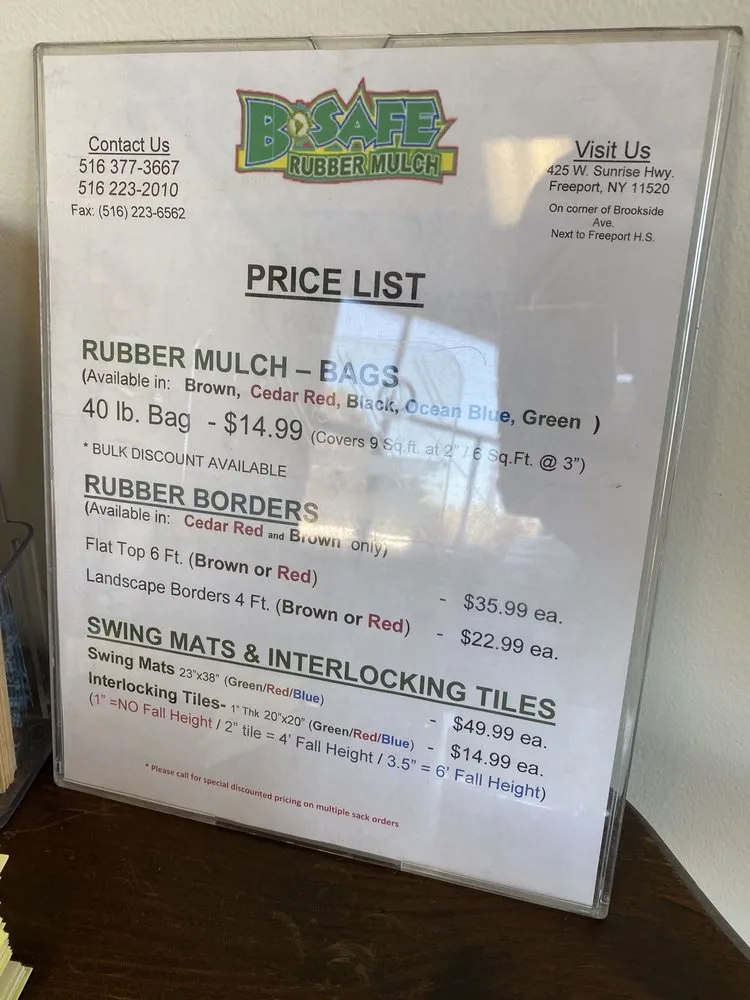 B•SAFE
RUBBER MULCH
Contact Us
516 377-3667
516 223-2010
Fax: (516) 223-6562
Visit Us
425 W. Sunrise Hwy.
Freeport, NY 11520
On corner of Brookside
Ave.
Next to Freeport H.S.
PRICE LIST
RUBBER MULCH – BAGS
(Available in: Brown, Cedar Red, Black, Ocean Blue, Green )
40 lb. Bag - $14.99 (Covers 9 Sq.ft. at 2" / 6 Sq.Ft. @ 3")
* BULK DISCOUNT AVAILABLE
RUBBER BORDERS
(Available in: Cedar Red and Brown only)
Flat Top 6 Ft. (Brown or Red) - $35.99 ea.
Landscape Borders 4 Ft. (Brown or Red) - $22.99 ea.
SWING MATS & INTERLOCKING TILES
Swing Mats 23"x38" (Green/Red/Blue) - $49.99 ea.
Interlocking Tiles- 1" Thk 20"x20" (Green/Red/Blue) - $14.99 ea.
(1" =NO Fall Height / 2" tile = 4' Fall Height / 3.5" = 6' Fall Height)
* Please call for special discounted pricing on multiple sack orders